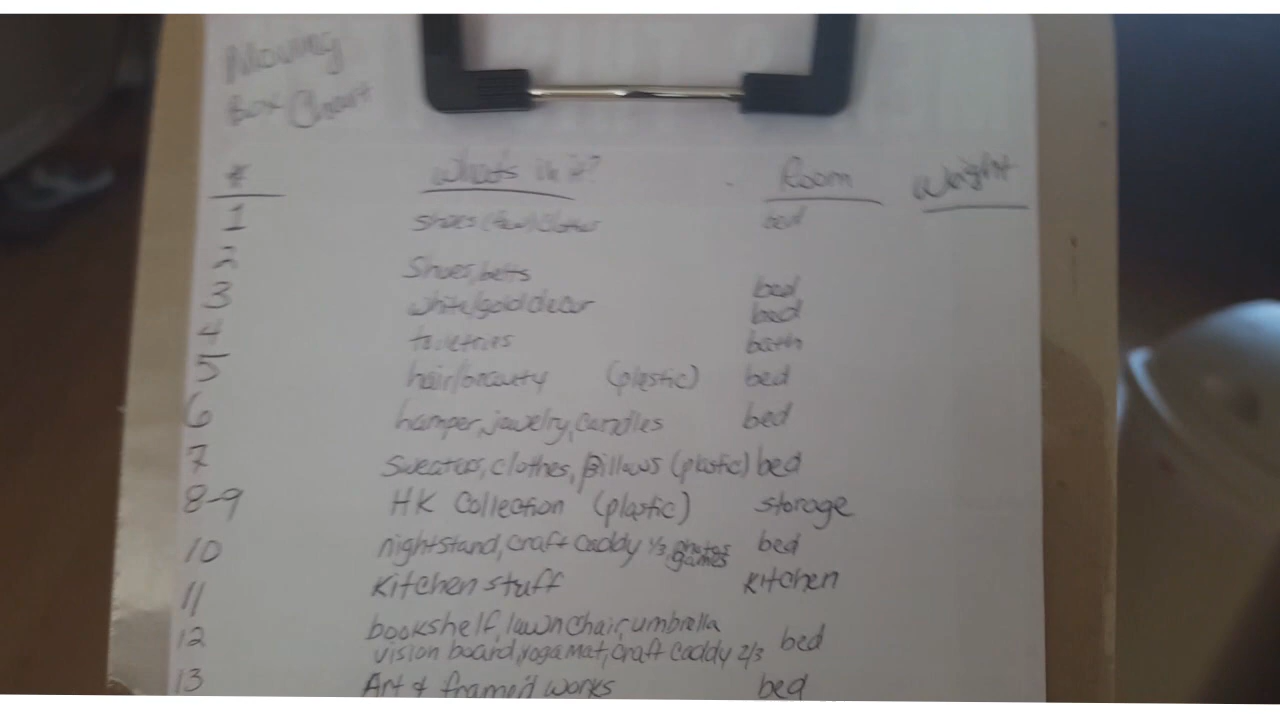 Moving
Box Chart
# What's in it? Room Weight
1 shoes (few) clothes bed
2 Shoes, belts bed
3 white/gold decor bed
4 toiletries bath
5 hair/beauty (plastic) bed
6 hamper, jewelry, candles bed
7 Sweaters, clothes, pillows (plastic) bed
8-9 HK Collection (plastic) storage
10 nightstand, craft caddy 1/3, photos games bed
11 Kitchen stuff Kitchen
12 bookshelf, lawn chair, umbrella
vision board, yoga mat, craft caddy 2/3 bed
13 Art & framed works bed